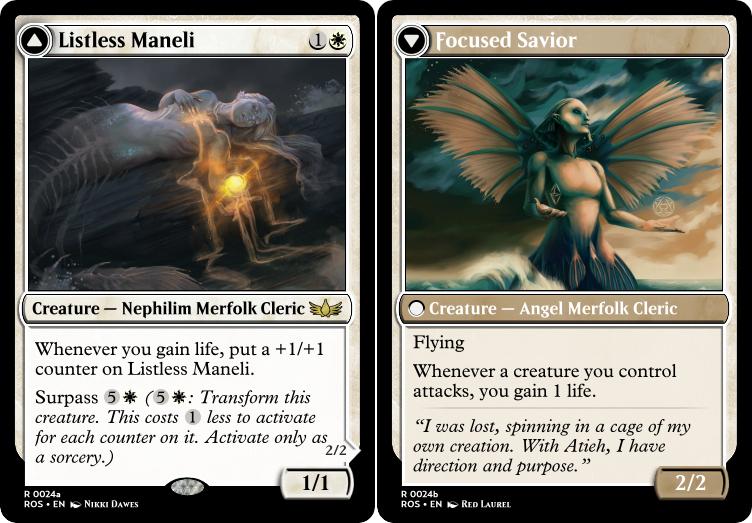 Listless Maneli
1
Creature — Nephilim Merfolk Cleric
Whenever you gain life, put a +1/+1
counter on Listless Maneli.
Surpass 5 (5: Transform this
creature. This costs 1 less to activate
for each counter on it. Activate only as
a sorcery.)
2/2
1/1
R 0024a
ROS • EN Nikki Dawes
Focused Savior
Creature — Angel Merfolk Cleric
Flying
Whenever a creature you control
attacks, you gain 1 life.
“I was lost, spinning in a cage of my
own creation. With Atieh, I have
direction and purpose.”
2/2
R 0024b
ROS • EN Red Laurel